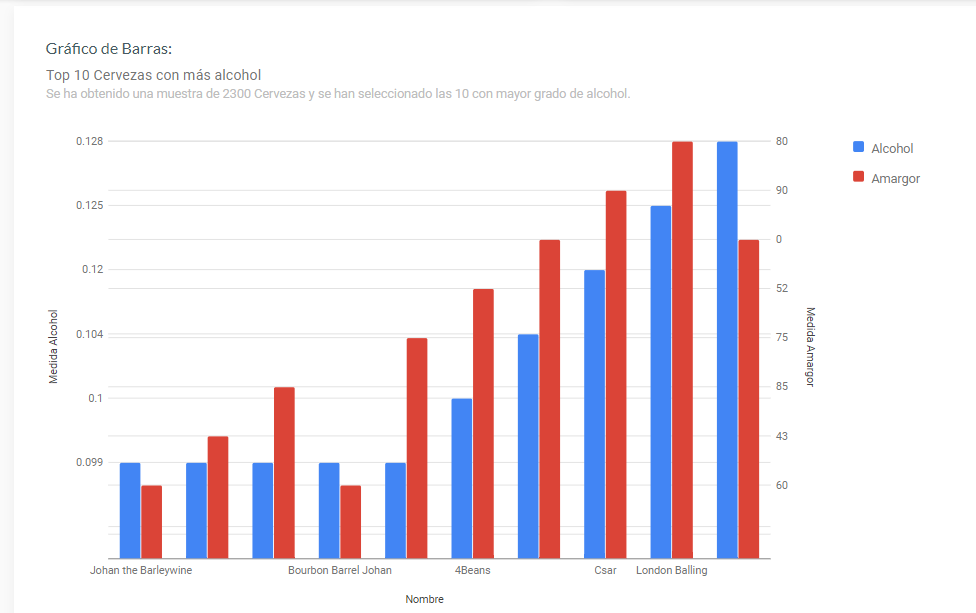 Gráfico de Barras:
Top 10 Cervezas con más alcohol
Se ha obtenido una muestra de 2300 Cervezas y se han seleccionado las 10 con mayor grado de alcohol.
0.128
0.125
0.12
0.104
0.1
0.099
Medida Alcohol
80
90
0
52
75
85
43
60
Medida Amargor
Alcohol
Amargor
Johan the Barleywine
Bourbon Barrel Johan
4Beans
Csar
London Balling
Nombre